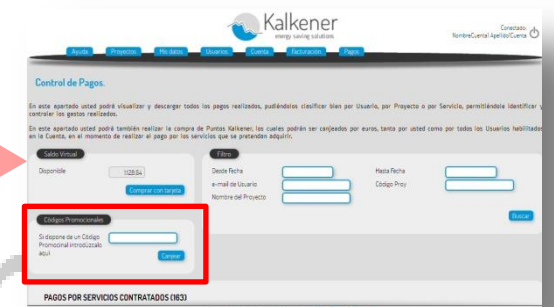 Kalkener
energy saving solutions
Conectado:
NombreCuenta1 Apellido/Cuenta
Ayuda
Proyectos
Mis datos
Usuarios
Cuenta
Facturación
Pagos
Control de Pagos.
En este apartado usted podrá visualizar y descargar todos los pagos realizados, pudiéndolos clasificar bien por Usuario, por Proyecto o por Servicio, permitiéndole identificar y
controlar los gastos realizados.
En este apartado usted podrá también realizar la compra de Puntos Kalkener, los cuales podrán ser canjeados por euros, tanto por usted como por todos los Usuarios habilitados
en la Cuenta, en el momento de realizar el pago por los servicios que se pretendan adquirir.
Saldo Virtual
Disponible
Comprar con tarjeta
Filtro
Desde Fecha
Hasta Fecha
e-mail de Usuario
Código Proy
Nombre del Proyecto
Buscar
Códigos Promocionales
Si dispone de un Código
Promocinal introdúzcalo
aquí
Canjear
PAGOS POR SERVICIOS CONTRATADOS (163)